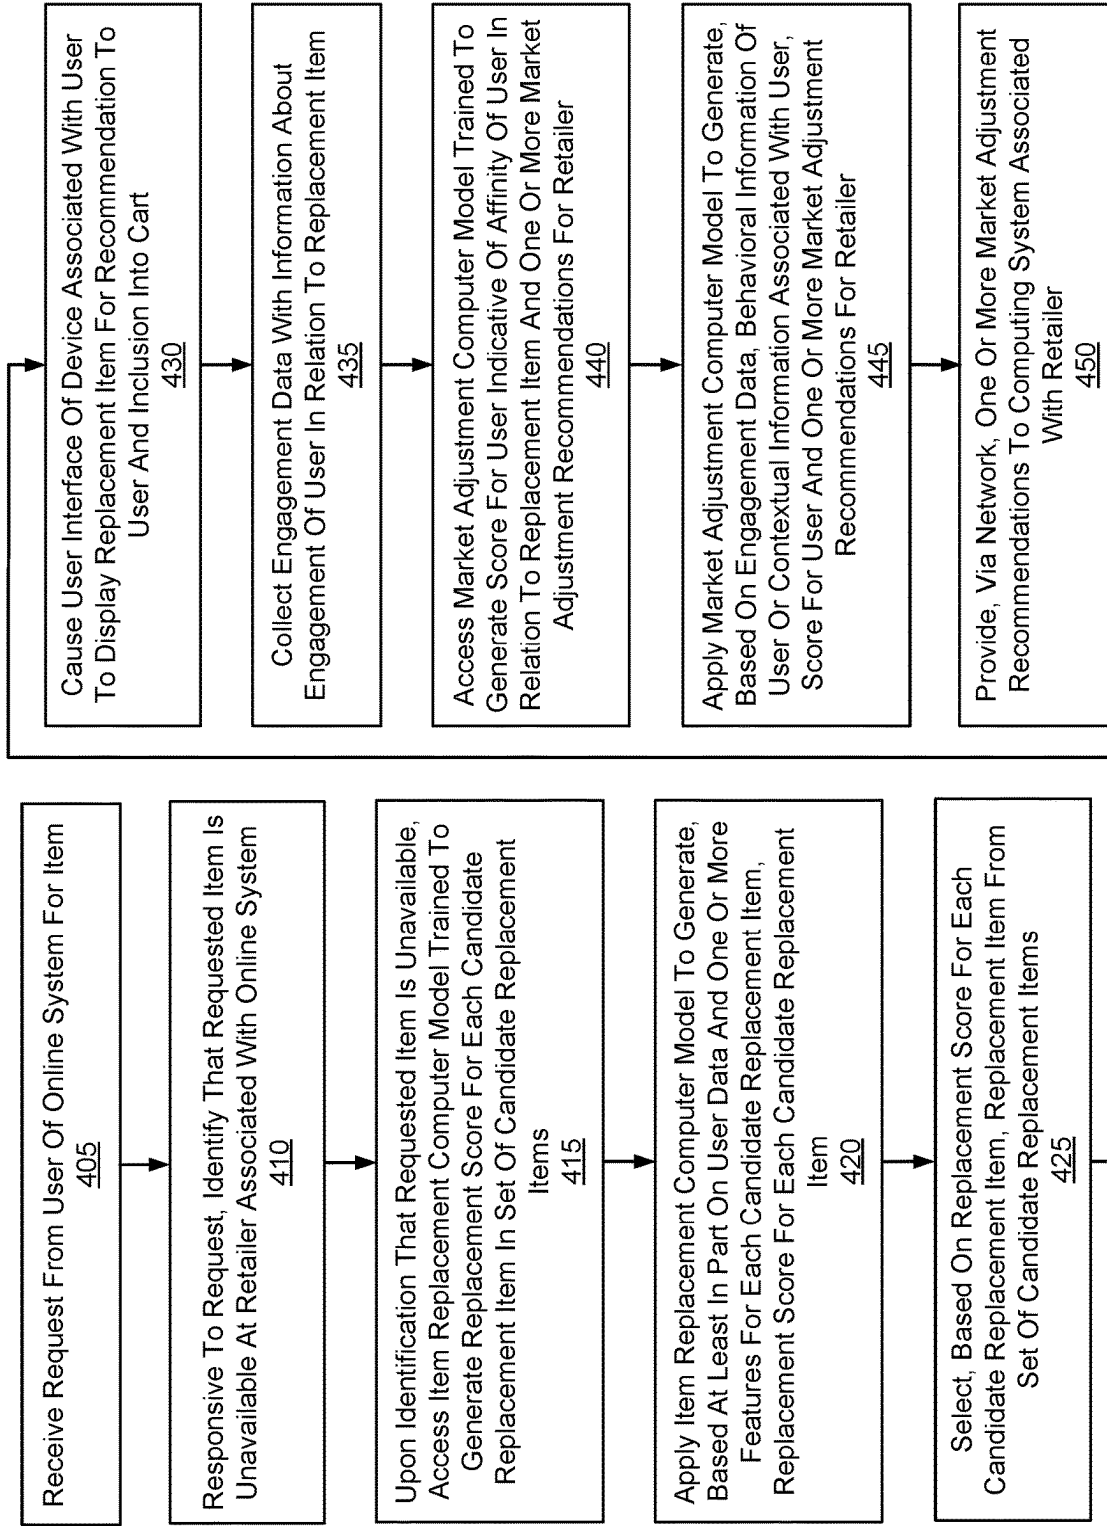 Receive Request From User Of Online System For Item
405
Responsive To Request, Identify That Requested Item Is
Unavailable At Retailer Associated With Online System
410
Upon Identification That Requested Item Is Unavailable,
Access Item Replacement Computer Model Trained To
Generate Replacement Score For Each Candidate
Replacement Item In Set Of Candidate Replacement
Items
415
Apply Item Replacement Computer Model To Generate,
Based At Least In Part On User Data And One Or More
Features For Each Candidate Replacement Item,
Replacement Score For Each Candidate Replacement
Item
420
Select, Based On Replacement Score For Each
Candidate Replacement Item, Replacement Item From
Set Of Candidate Replacement Items
425
Cause User Interface Of Device Associated With User
To Display Replacement Item For Recommendation To
User And Inclusion Into Cart
430
Collect Engagement Data With Information About
Engagement Of User In Relation To Replacement Item
435
Access Market Adjustment Computer Model Trained To
Generate Score For User Indicative Of Affinity Of User In
Relation To Replacement Item And One Or More Market
Adjustment Recommendations For Retailer
440
Apply Market Adjustment Computer Model To Generate,
Based On Engagement Data, Behavioral Information Of
User Or Contextual Information Associated With User,
Score For User And One Or More Market Adjustment
Recommendations For Retailer
445
Provide, Via Network, One Or More Market Adjustment
Recommendations To Computing System Associated
With Retailer
450